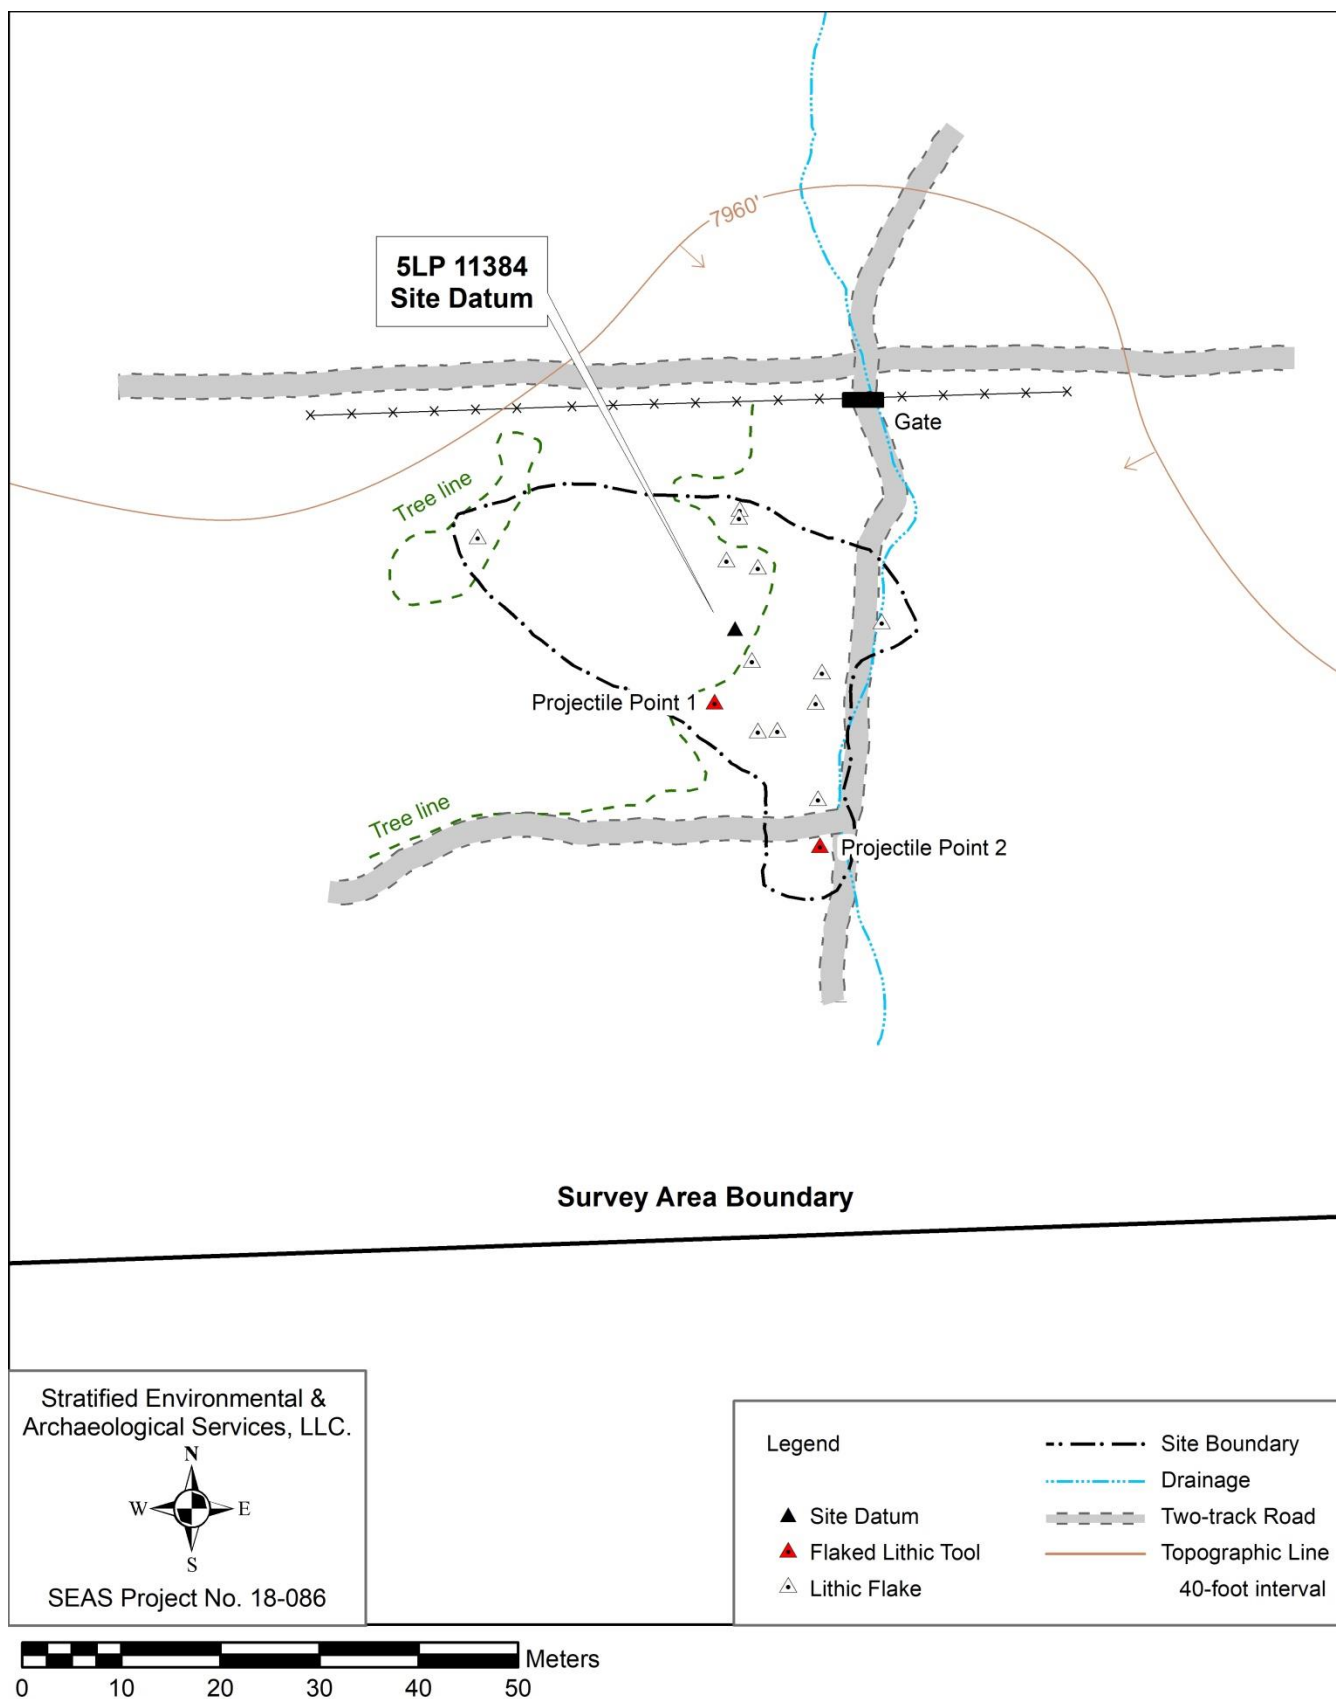 7960'
5LP 11384
Site Datum
Gate
Tree line
Projectile Point 1
Tree line
Projectile Point 2
Survey Area Boundary
Stratified Environmental &
Archaeological Services, LLC.
N
W E
S
SEAS Project No. 18-086
Legend
Site Datum
Flaked Lithic Tool
Lithic Flake
Site Boundary
Drainage
Two-track Road
Topographic Line
40-foot interval
Meters
0 10 20 30 40 50